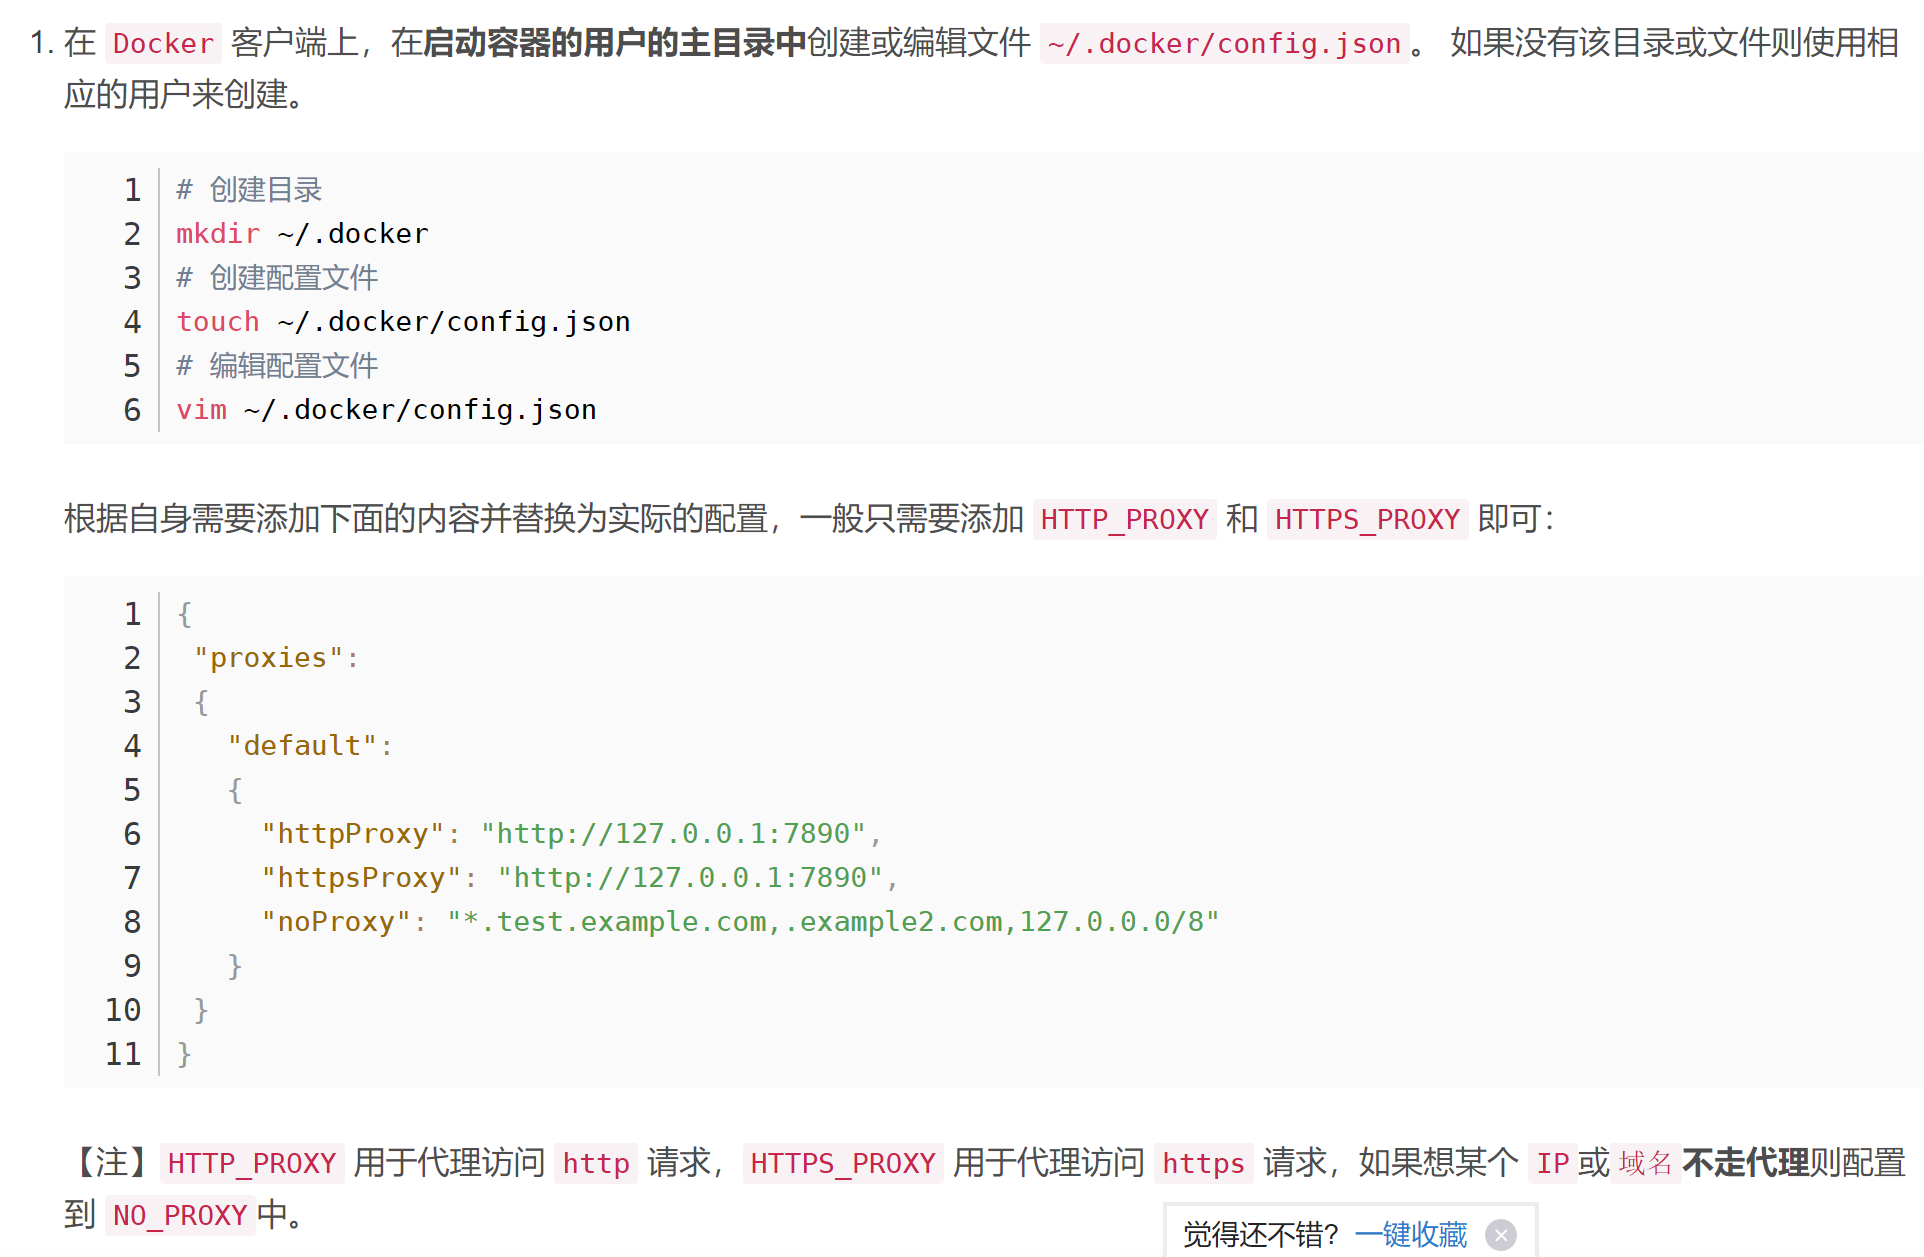 1. 在 Docker 客户端上，在启动容器的用户的主目录中创建或编辑文件 ~/.docker/config.json 。 如果没有该目录或文件则使用相
应的用户来创建。
1 # 创建目录
2 mkdir ~/.docker
3 # 创建配置文件
4 touch ~/.docker/config.json
5 # 编辑配置文件
6 vim ~/.docker/config.json
根据自身需要添加下面的内容并替换为实际的配置，一般只需要添加 HTTP_PROXY 和 HTTPS_PROXY 即可：
1 {
2 "proxies":
3 {
4 "default":
5 {
6 "httpProxy": "http://127.0.0.1:7890",
7 "httpsProxy": "http://127.0.0.1:7890",
8 "noProxy": "*.test.example.com,.example2.com,127.0.0.0/8"
9 }
10 }
11 }
【注】 HTTP_PROXY 用于代理访问 http 请求， HTTPS_PROXY 用于代理访问 https 请求，如果想某个 IP 或 域名 不走代理则配置
到 NO_PROXY 中。
觉得还不错？ 一键收藏